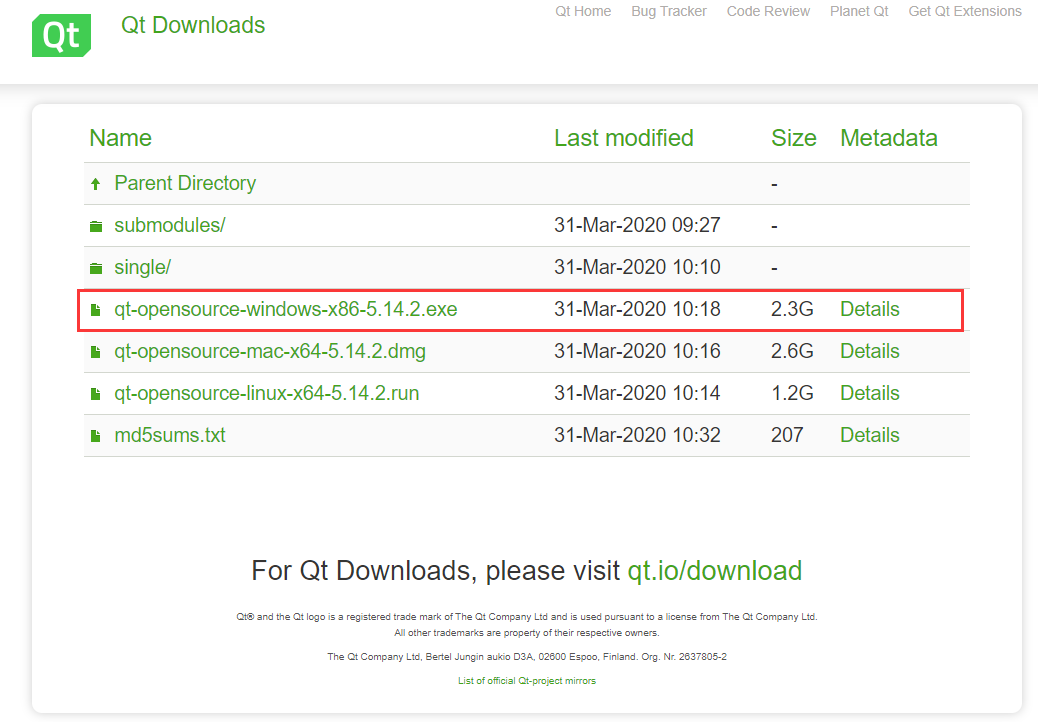 Qt
Qt Downloads
Qt Home Bug Tracker Code Review Planet Qt Get Qt Extensions
Name Last modified Size Metadata
Parent Directory -
submodules/ 31-Mar-2020 09:27 -
single/ 31-Mar-2020 10:10 -
qt-opensource-windows-x86-5.14.2.exe 31-Mar-2020 10:18 2.3G Details
qt-opensource-mac-x64-5.14.2.dmg 31-Mar-2020 10:16 2.6G Details
qt-opensource-linux-x64-5.14.2.run 31-Mar-2020 10:14 1.2G Details
md5sums.txt 31-Mar-2020 10:32 207 Details
For Qt Downloads, please visit qt.io/download
Qt® and the Qt logo is a registered trade mark of The Qt Company Ltd and is used pursuant to a license from The Qt Company Ltd.
All other trademarks are property of their respective owners.
The Qt Company Ltd, Bertel Jungin aukio D3A, 02600 Espoo, Finland. Org. Nr. 2637805-2
List of official Qt-project mirrors